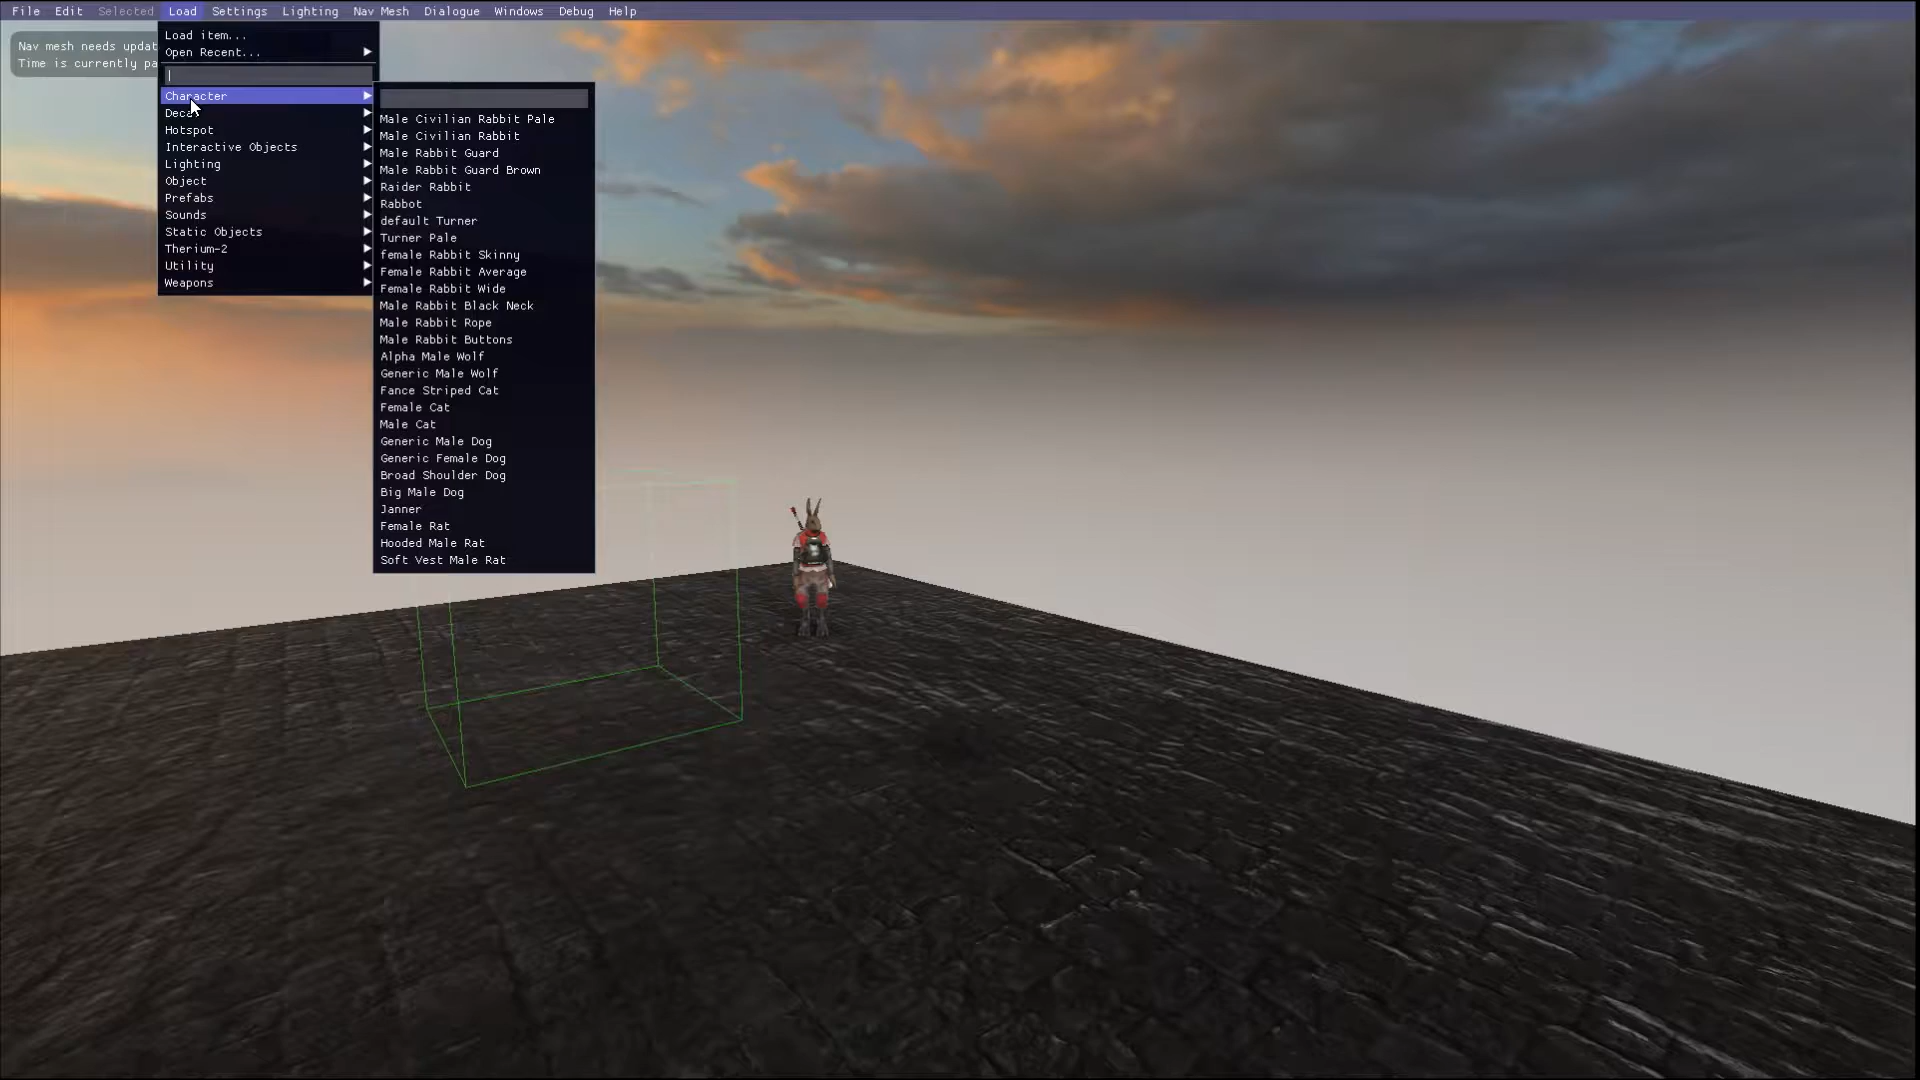 File Edit Selected Load Settings Lighting Nav Mesh Dialogue Windows Debug Help
Nav mesh needs updat
Time is currently pa
Load item...
Open Recent...
Character
Deca
Hotspot
Interactive Objects
Lighting
Object
Prefabs
Sounds
Static Objects
Therium-2
Utility
Weapons
Male Civilian Rabbit Pale
Male Civilian Rabbit
Male Rabbit Guard
Male Rabbit Guard Brown
Raider Rabbit
Rabbot
default Turner
Turner Pale
female Rabbit Skinny
Female Rabbit Average
Female Rabbit Wide
Male Rabbit Black Neck
Male Rabbit Rope
Male Rabbit Buttons
Alpha Male Wolf
Generic Male Wolf
Fance Striped Cat
Female Cat
Male Cat
Generic Male Dog
Generic Female Dog
Broad Shoulder Dog
Big Male Dog
Janner
Female Rat
Hooded Male Rat
Soft Vest Male Rat